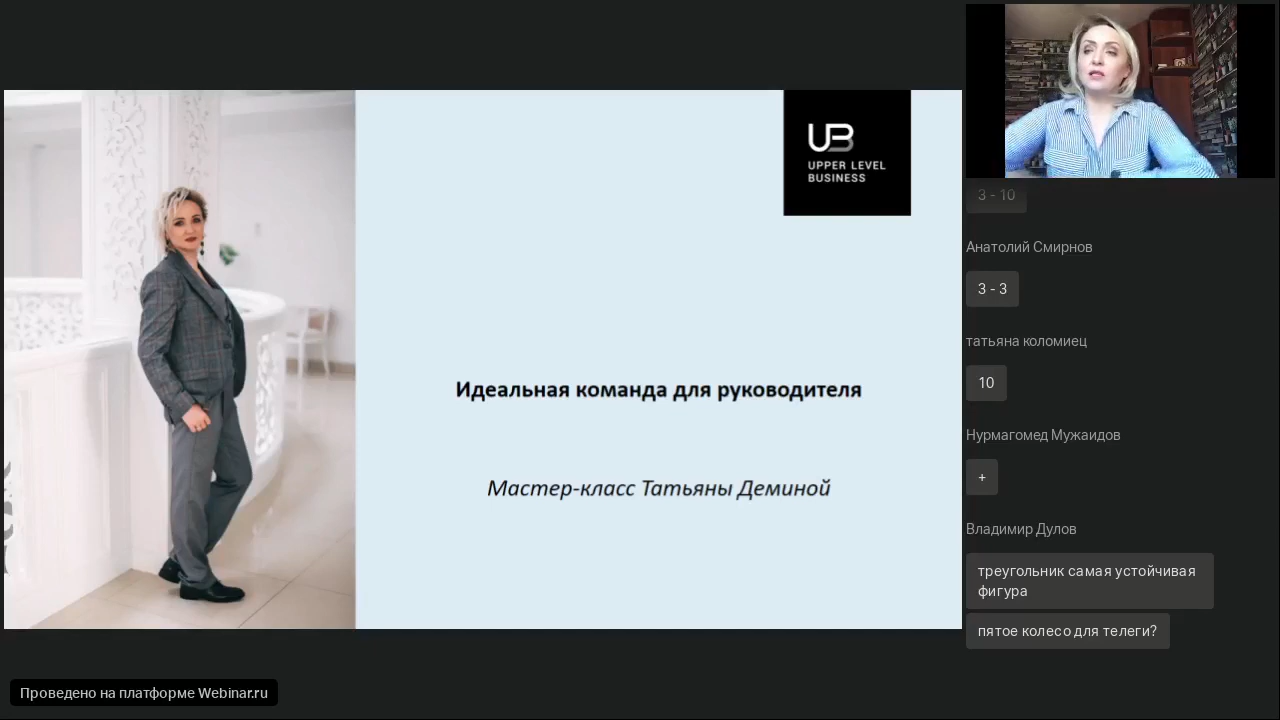 UB
UPPER LEVEL
BUSINESS
Идеальная команда для руководителя
Мастер-класс Татьяны Деминой
3 - 10
Анатолий Смирнов
3 - 3
татьяна коломиец
10
Нурмагомед Мужаидов
+
Владимир Дулов
треугольник самая устойчивая
фигура
пятое колесо для телеги?
Проведено на платформе Webinar.ru